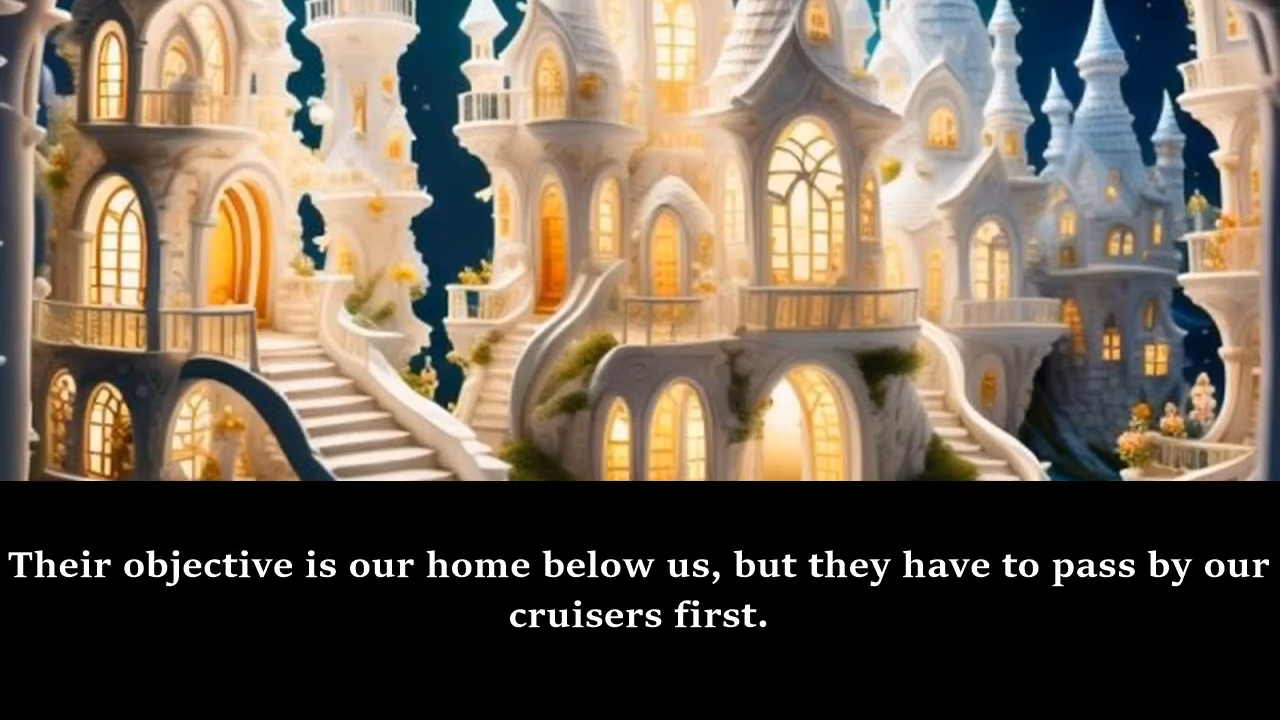 Their objective is our home below us, but they have to pass by our
cruisers first.